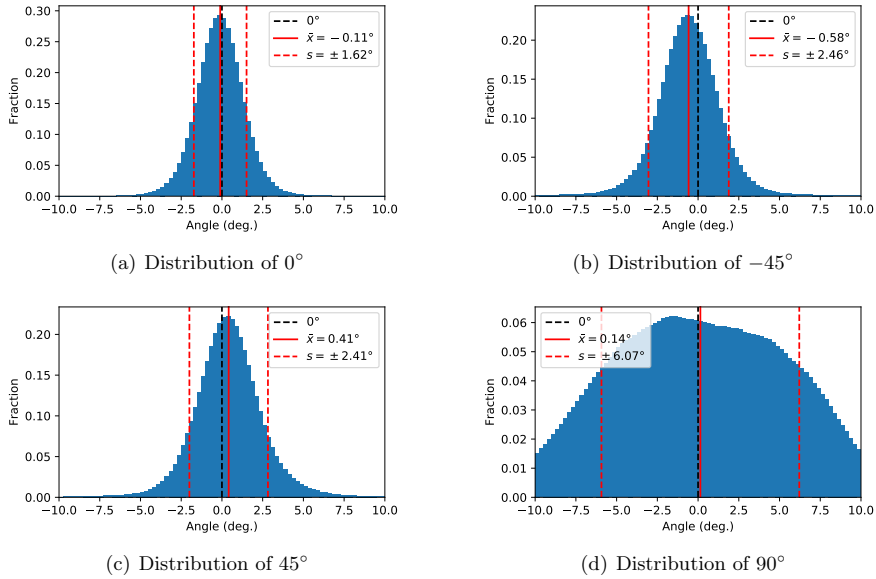 0°
x̄ = −0.11°
s = ±1.62°
0.30
0.25
0.20
0.15
0.10
0.05
0.00
Fraction
−10.0 −7.5 −5.0 −2.5 0.0 2.5 5.0 7.5 10.0
Angle (deg.)
(a) Distribution of 0°
0°
x̄ = −0.58°
s = ±2.46°
0.20
0.15
0.10
0.05
0.00
Fraction
−10.0 −7.5 −5.0 −2.5 0.0 2.5 5.0 7.5 10.0
Angle (deg.)
(b) Distribution of −45°
0°
x̄ = 0.41°
s = ±2.41°
0.20
0.15
0.10
0.05
0.00
Fraction
−10.0 −7.5 −5.0 −2.5 0.0 2.5 5.0 7.5 10.0
Angle (deg.)
(c) Distribution of 45°
0°
x̄ = 0.14°
s = ±6.07°
0.06
0.05
0.04
0.03
0.02
0.01
0.00
Fraction
−10.0 −7.5 −5.0 −2.5 0.0 2.5 5.0 7.5 10.0
Angle (deg.)
(d) Distribution of 90°